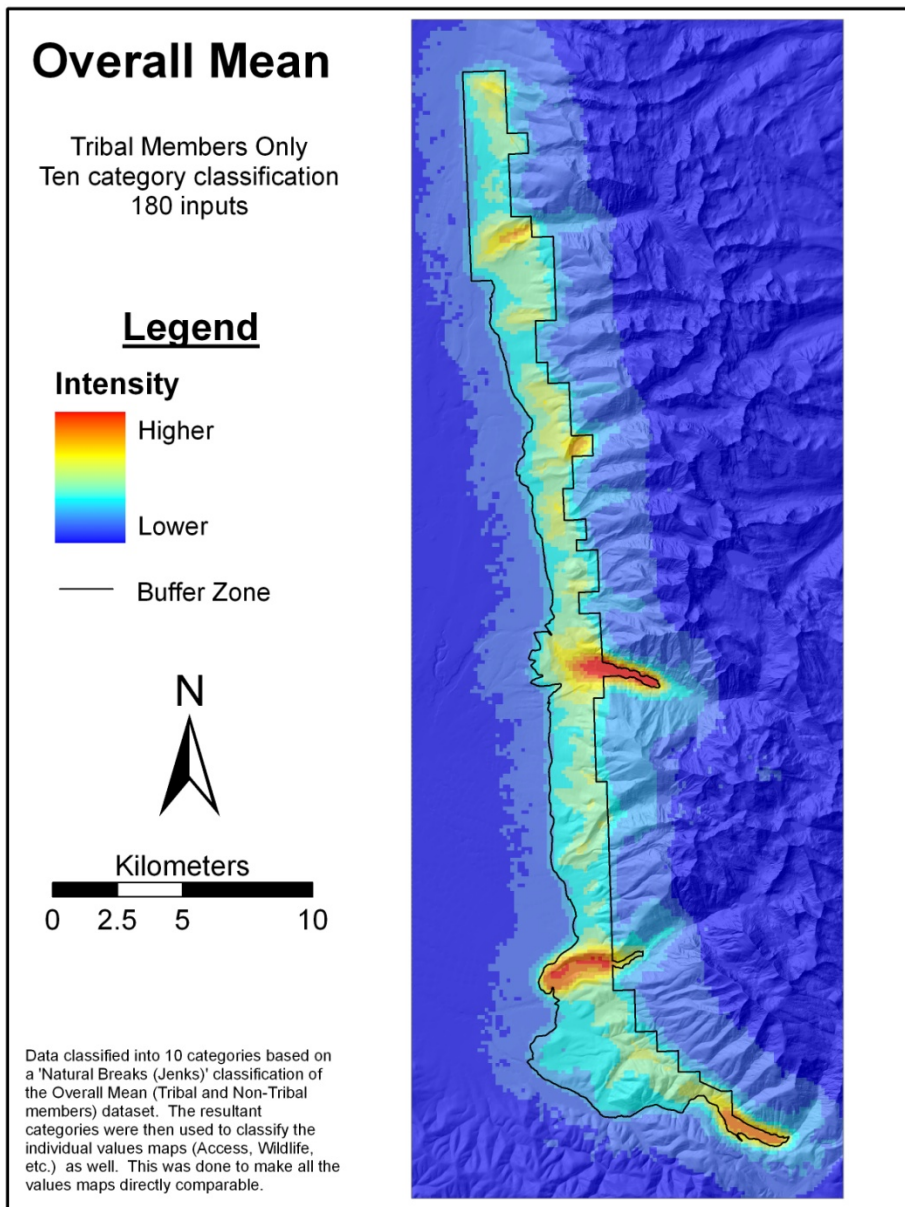 Overall Mean
Tribal Members Only
Ten category classification
180 inputs
Legend
Intensity
Higher
Lower
Buffer Zone
N
Kilometers
0 2.5 5 10
Data classified into 10 categories based on
a 'Natural Breaks (Jenks)' classification of
the Overall Mean (Tribal and Non-Tribal
members) dataset. The resultant
categories were then used to classify the
individual values maps (Access, Wildlife,
etc.) as well. This was done to make all the
values maps directly comparable.